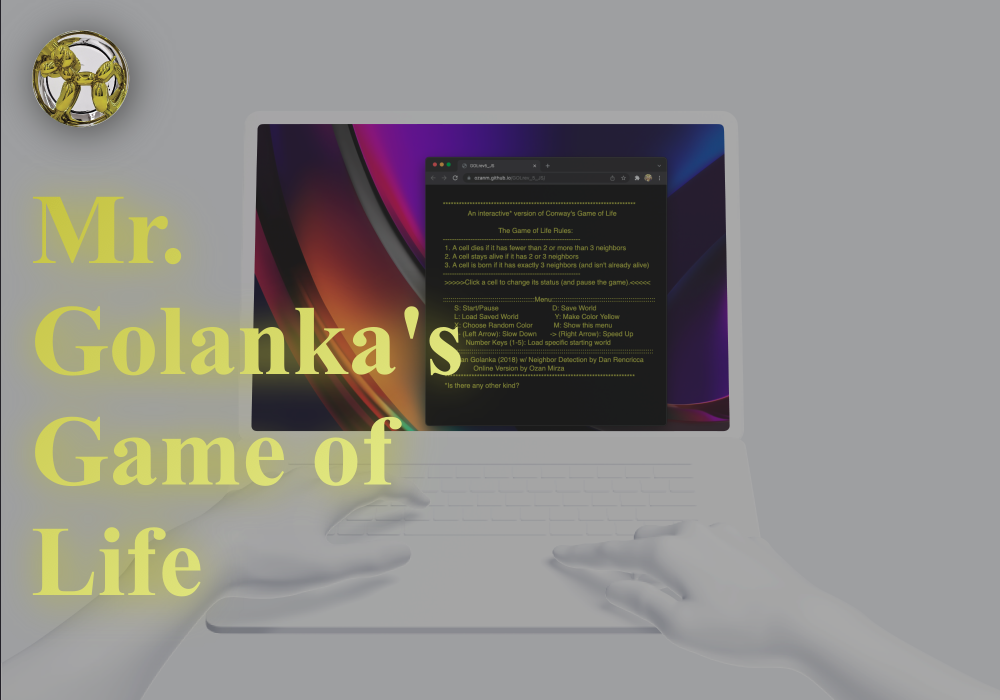 Mr.
Golanka's
Game of
Life
GOLrev5_JS
ozanm.github.io/GOLrev_5_JS/
An interactive* version of Conway's Game of Life
The Game of Life Rules:
1. A cell dies if it has fewer than 2 or more than 3 neighbors
2. A cell stays alive if it has 2 or 3 neighbors
3. A cell is born if it has exactly 3 neighbors (and isn't already alive)
>>>>>Click a cell to change its status (and pause the game).<<<<<
Menu
S: Start/Pause D: Save World
L: Load Saved World Y: Make Color Yellow
: Choose Random Color M: Show this menu
(Left Arrow): Slow Down -> (Right Arrow): Speed Up
Number Keys (1-5): Load specific starting world
Golanka (2018) w/ Neighbor Detection by Dan Rencricca
Online Version by Ozan Mirza
*Is there any other kind?